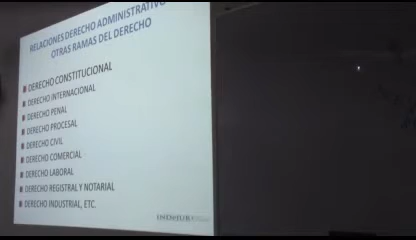 RELACIONES DERECHO ADMINISTRATIVO
OTRAS RAMAS DEL DERECHO
DERECHO CONSTITUCIONAL
DERECHO INTERNACIONAL
DERECHO PENAL
DERECHO PROCESAL
DERECHO CIVIL
DERECHO COMERCIAL
DERECHO LABORAL
DERECHO REGISTRAL Y NOTARIAL
DERECHO INDUSTRIAL, ETC.